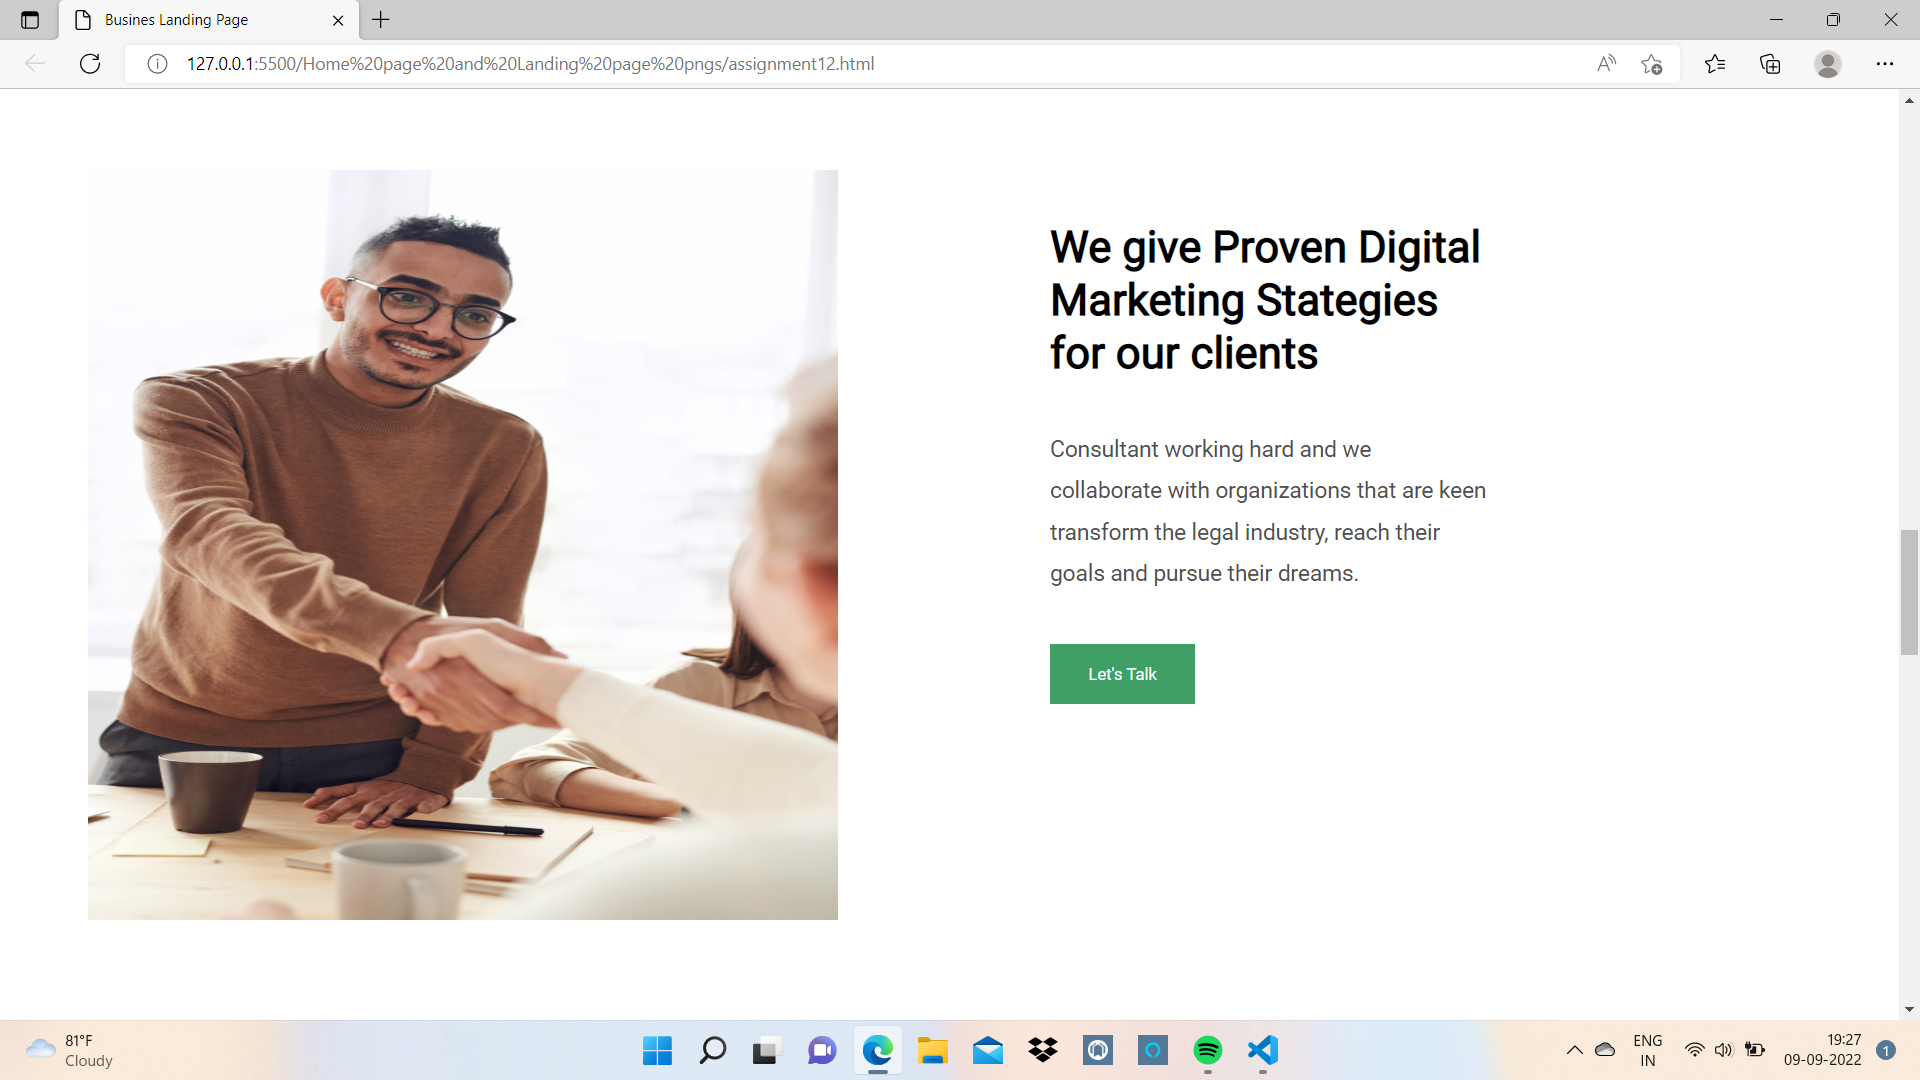 Busines Landing Page
127.0.0.1:5500/Home%20page%20and%20Landing%20page%20pngs/assignment12.html
We give Proven Digital
Marketing Stategies
for our clients
Consultant working hard and we
collaborate with organizations that are keen
transform the legal industry, reach their
goals and pursue their dreams.
Let's Talk
81°F
Cloudy
ENG
IN
19:27
09-09-2022
1